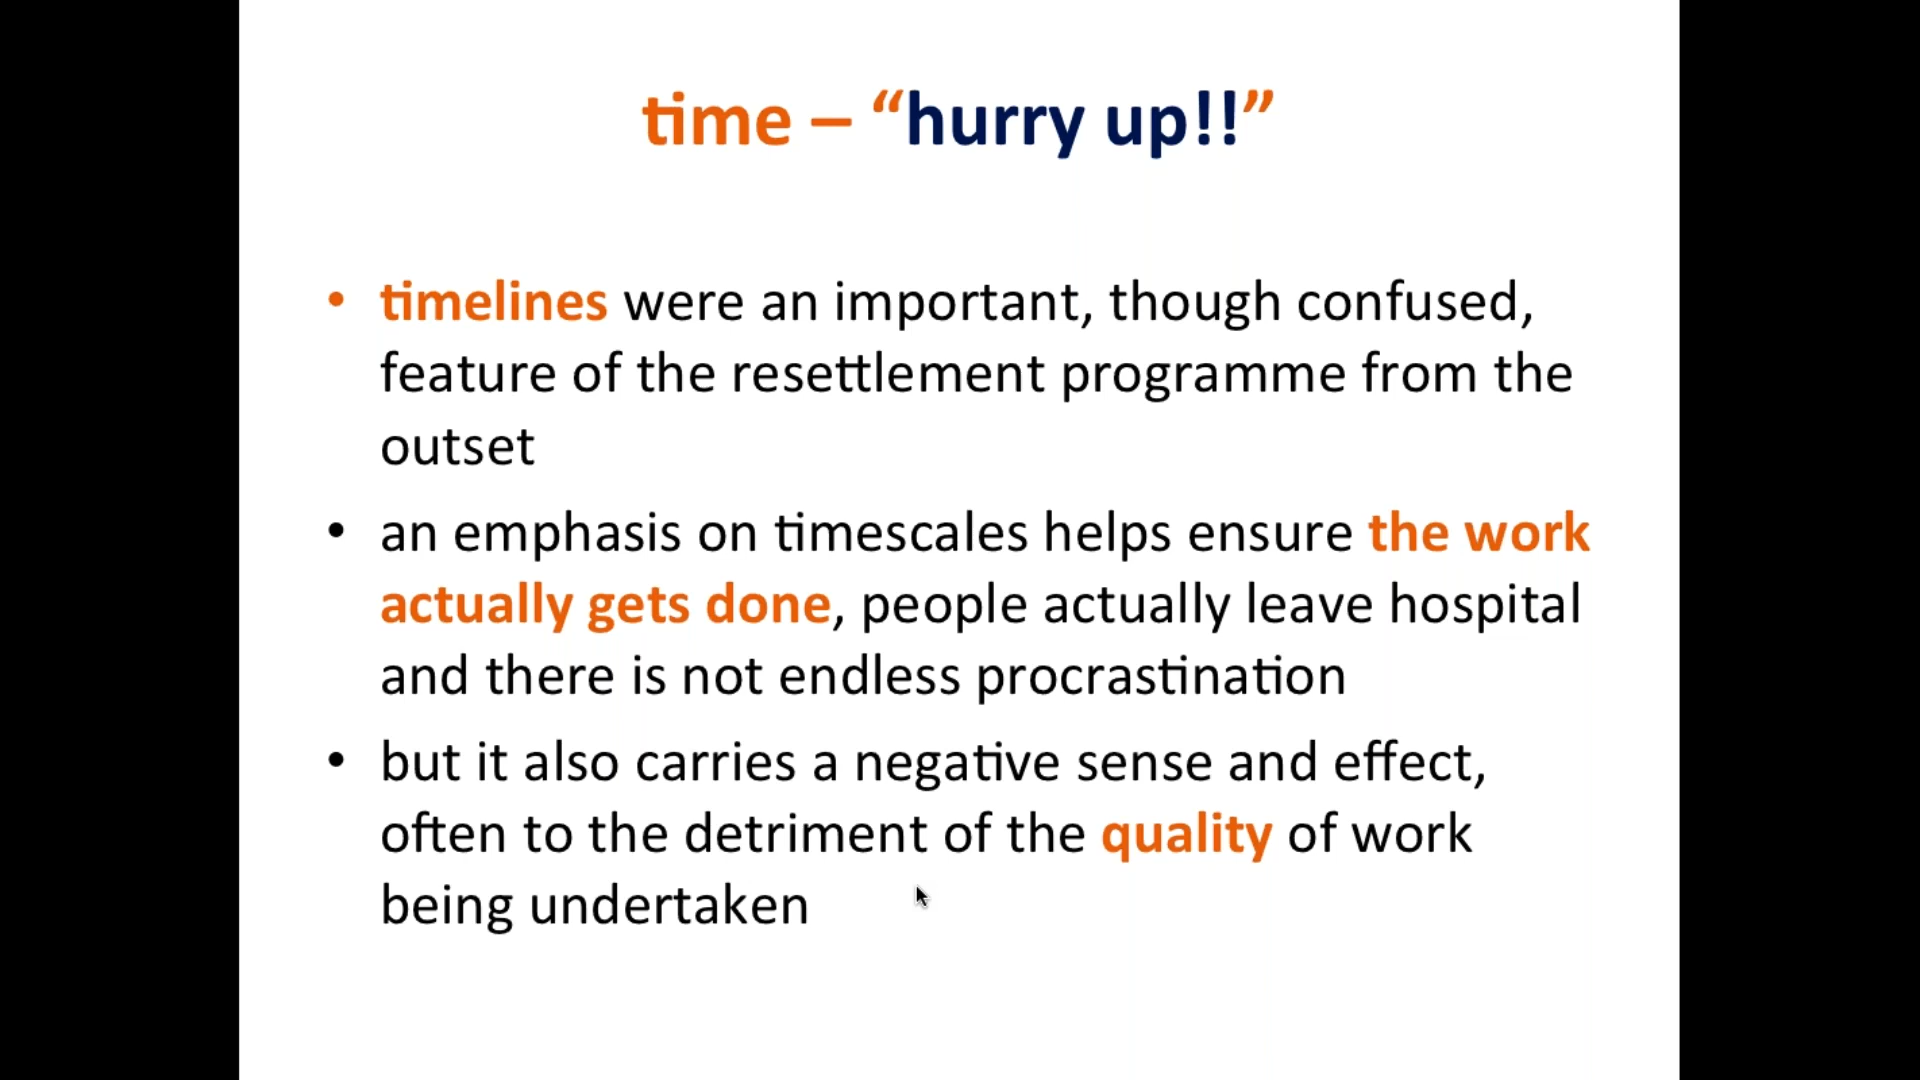 time – “hurry up!!”
• timelines were an important, though confused,
feature of the resettlement programme from the
outset
• an emphasis on timescales helps ensure the work
actually gets done, people actually leave hospital
and there is not endless procrastination
• but it also carries a negative sense and effect,
often to the detriment of the quality of work
being undertaken